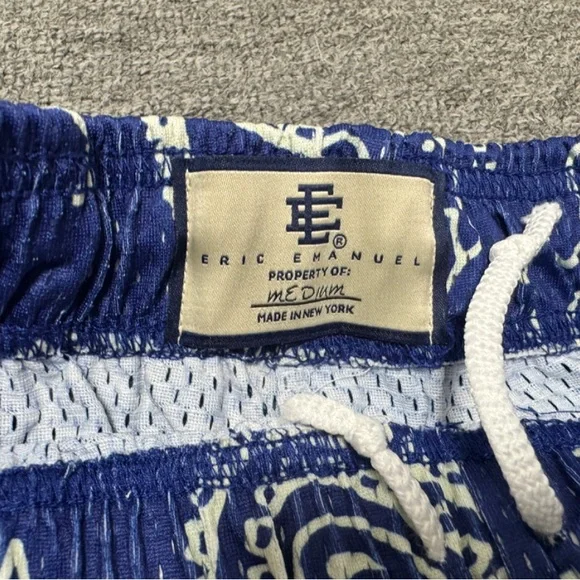 EE®
ERIC EMANUEL
PROPERTY OF:
MEDIUM
MADE IN NEW YORK